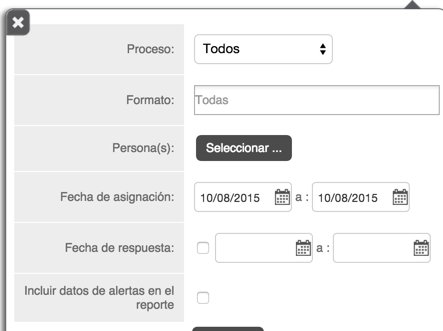 Proceso: Todos
Formato: Todas
Persona(s): Seleccionar ...
Fecha de asignación: 10/08/2015 a : 10/08/2015
Fecha de respuesta: a :
Incluir datos de alertas en el
reporte